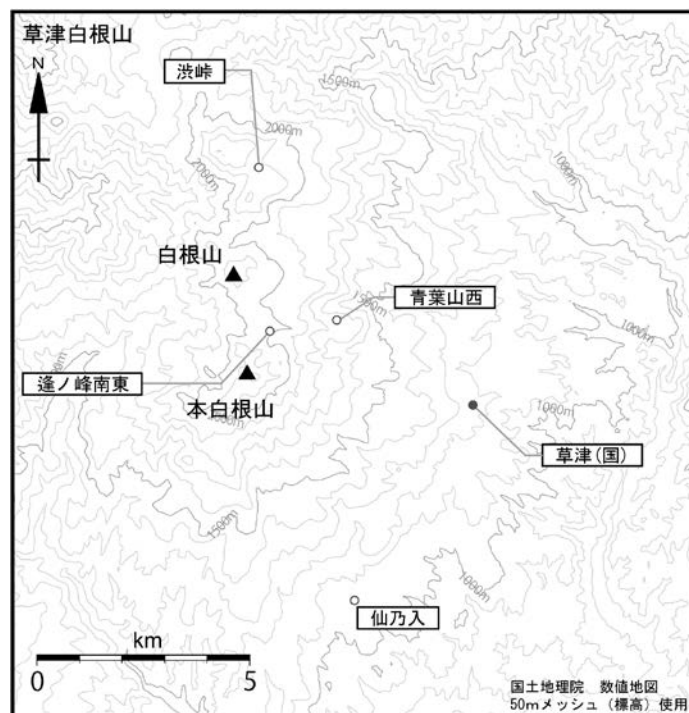 草津白根山
N
渋峠
1500m
2000m
2000m
1000m
白根山
青葉山西
1500m
1000m
逢ノ峰南東
本白根山
1000m
草津(国)
1500m
1000m
仙乃入
km
0 5
国土地理院 数値地図
50mメッシュ(標高)使用